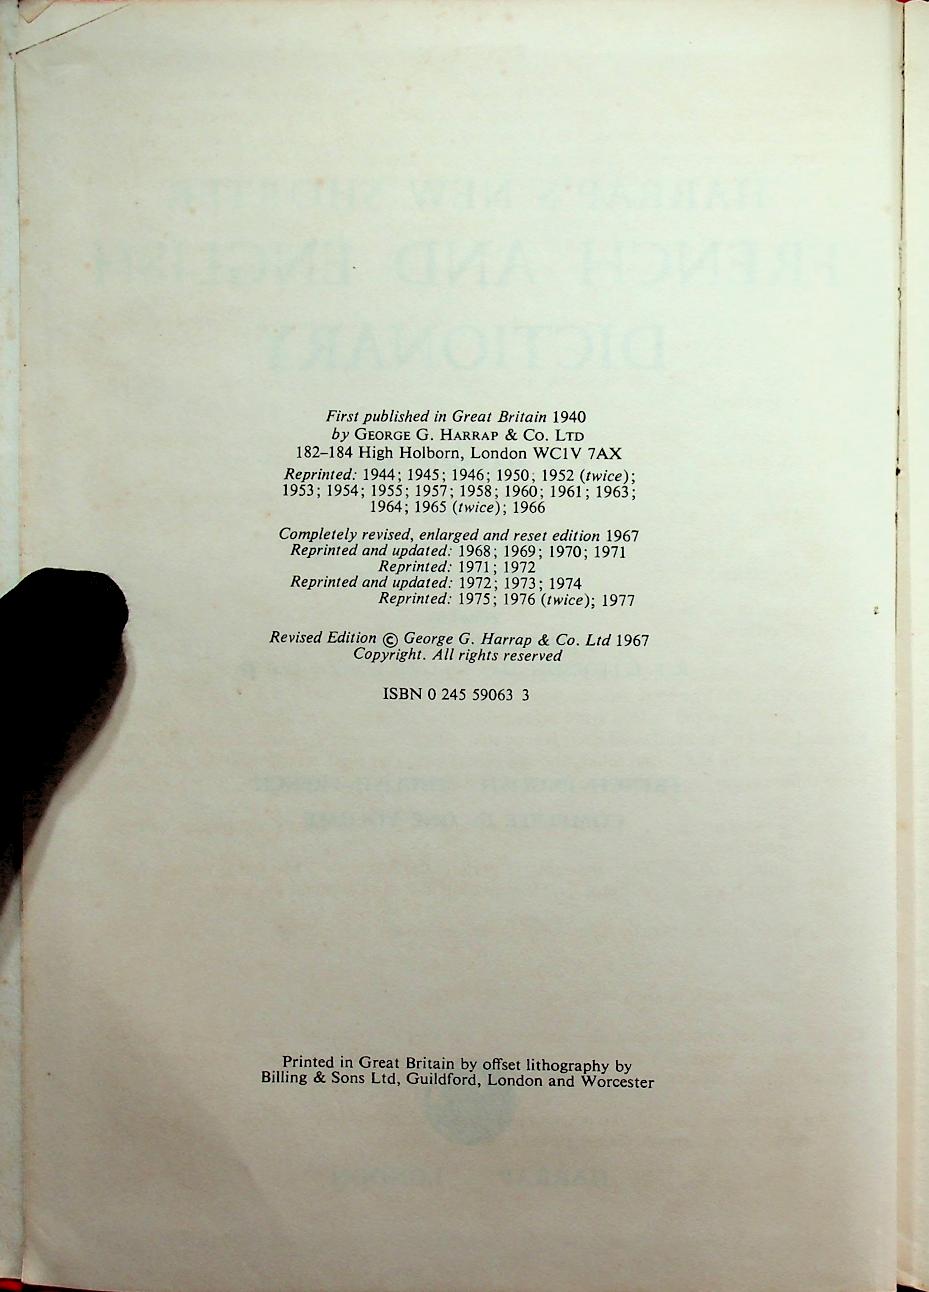 First published in Great Britain 1940
by GEORGE G. HARRAP & CO. LTD
182–184 High Holborn, London WC1V 7AX
Reprinted: 1944; 1945; 1946; 1950; 1952 (twice);
1953; 1954; 1955; 1957; 1958; 1960; 1961; 1963;
1964; 1965 (twice); 1966
Completely revised, enlarged and reset edition 1967
Reprinted and updated: 1968; 1969; 1970; 1971
Reprinted: 1971; 1972
Reprinted and updated: 1972; 1973; 1974
Reprinted: 1975; 1976 (twice); 1977
Revised Edition © George G. Harrap & Co. Ltd 1967
Copyright. All rights reserved
ISBN 0 245 59063 3
Printed in Great Britain by offset lithography by
Billing & Sons Ltd, Guildford, London and Worcester